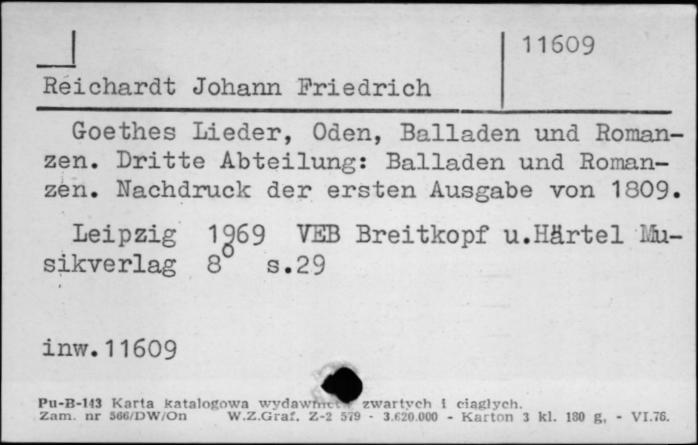 11609
Reichardt Johann Friedrich
Goethes Lieder, Oden, Balladen und Roman-
zen. Dritte Abteilung: Balladen und Roman-
zen. Nachdruck der ersten Ausgabe von 1809.
Leipzig 1969 VEB Breitkopf u.Härtel Mu-
sikverlag 8° s.29
inw.11609
Pu-B-143 Karta katalogowa zwartych i ciągłych.
Zam. nr 566/DW/On W.Z.Graf. Z-2 579 - 3.620.000 - Karton 3 kl. 180 g. - VI.76.